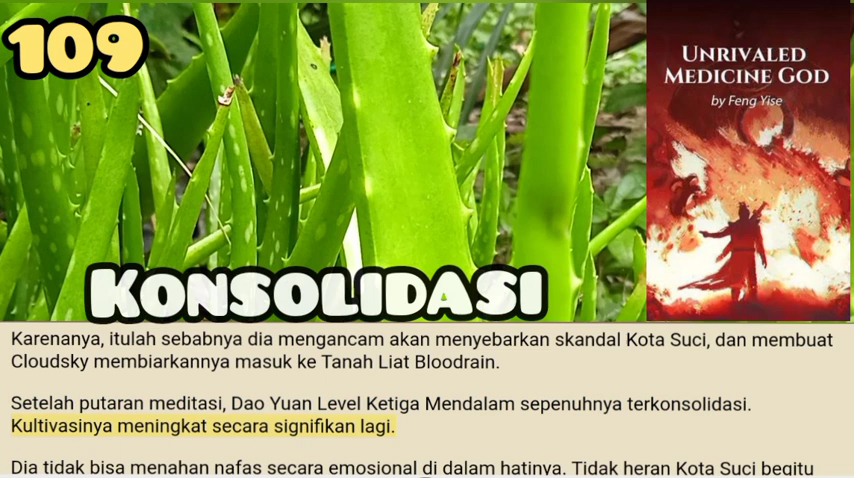 109
UNRIVALED
MEDICINE GOD
by Feng Yise
KONSOLIDASI
Karenanya, itulah sebabnya dia mengancam akan menyebarkan skandal Kota Suci, dan membuat
Cloudsky membiarkannya masuk ke Tanah Liat Bloodrain.
Setelah putaran meditasi, Dao Yuan Level Ketiga Mendalam sepenuhnya terkonsolidasi.
Kultivasinya meningkat secara signifikan lagi.
Dia tidak bisa menahan nafas secara emosional di dalam hatinya. Tidak heran Kota Suci begitu